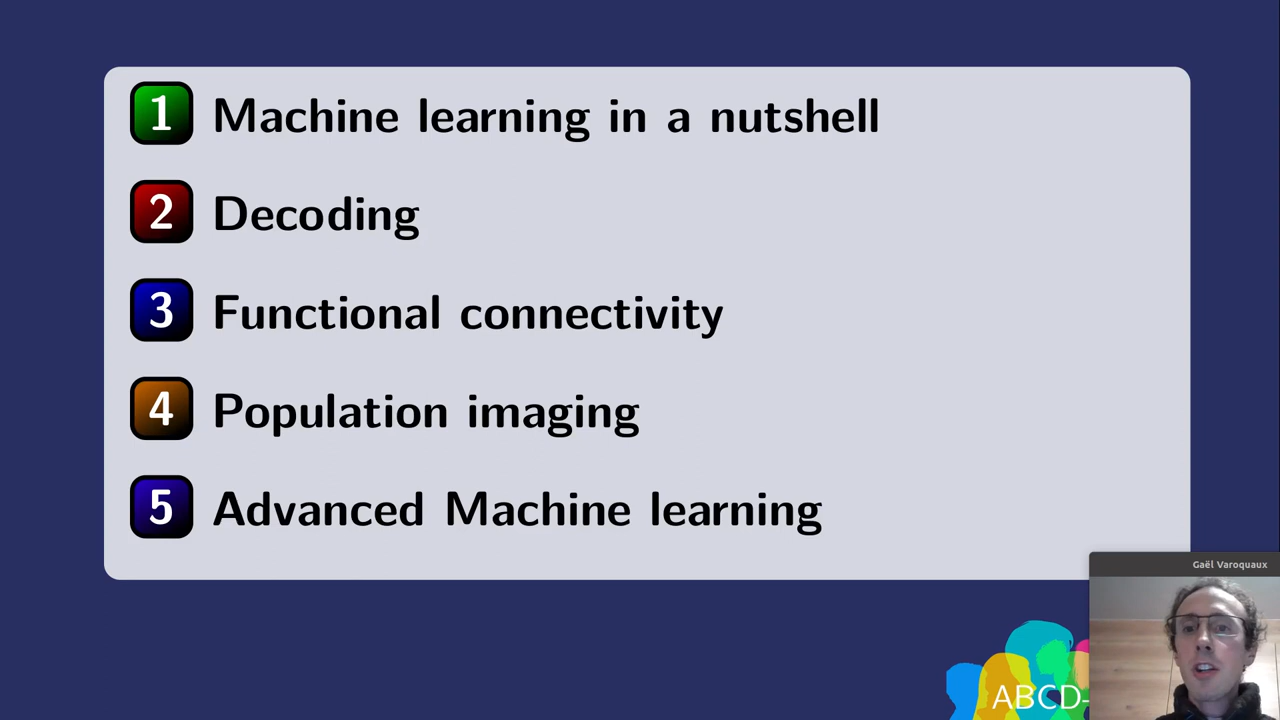 1 Machine learning in a nutshell
2 Decoding
3 Functional connectivity
4 Population imaging
5 Advanced Machine learning
Gaël Varoquaux
ABCD-